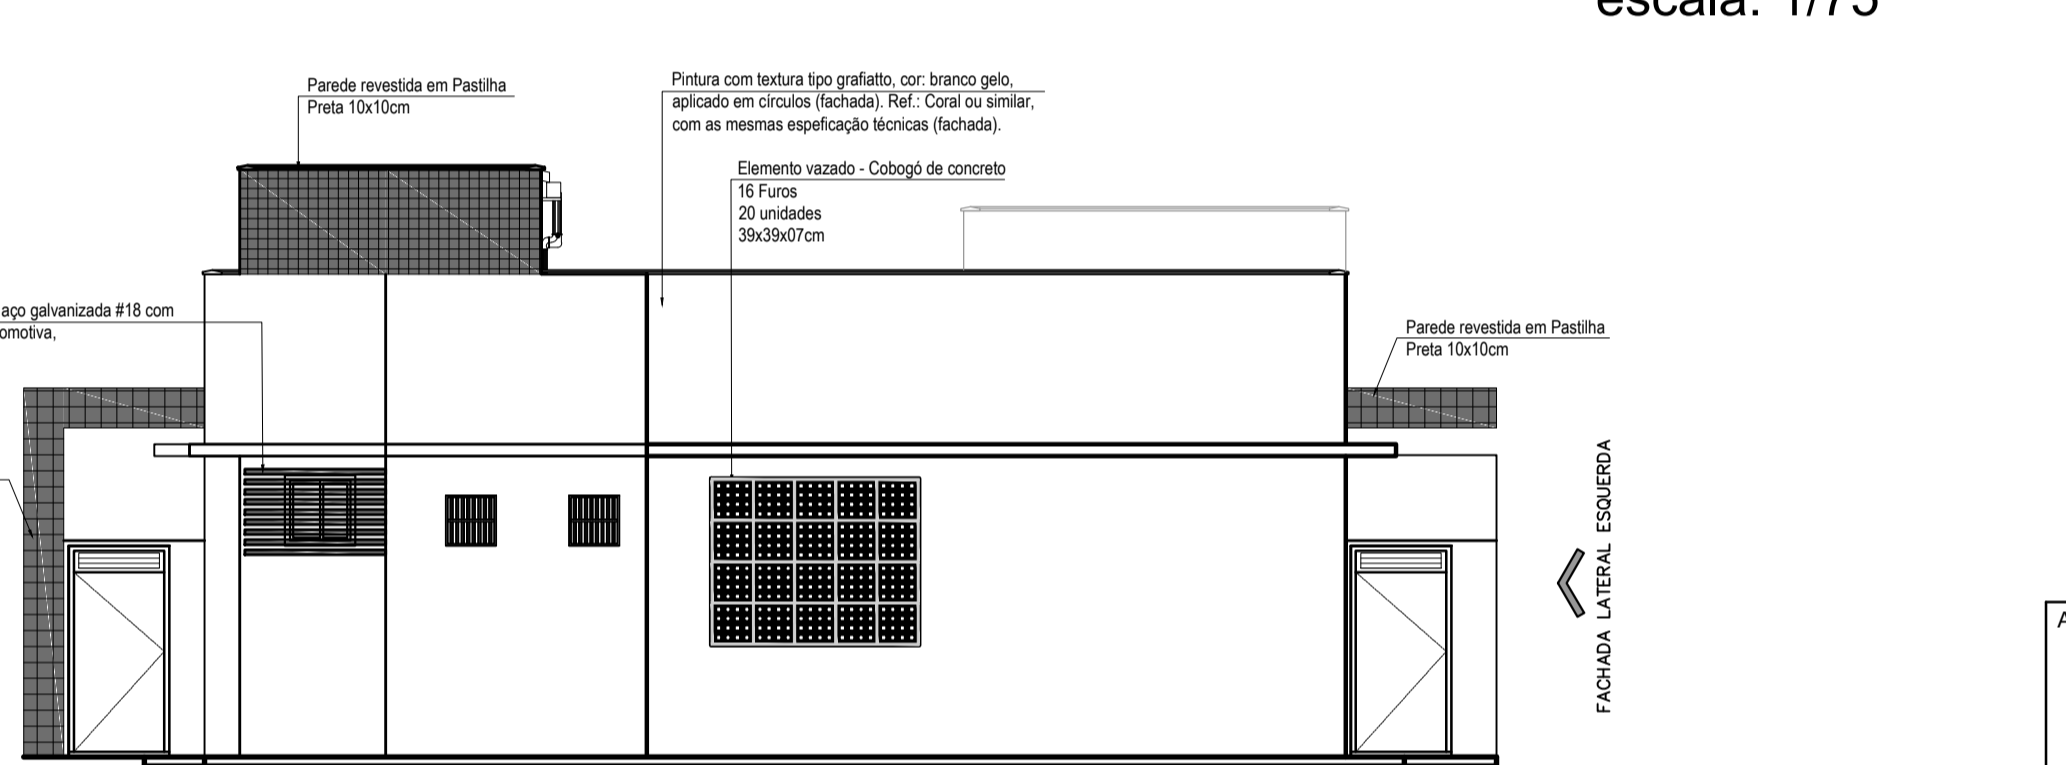 escala: 1/75
Parede revestida em Pastilha
Preta 10x10cm
Pintura com textura tipo grafiatto, cor: branco gelo,
aplicado em círculos (fachada). Ref.: Coral ou similar,
com as mesmas espeficação técnicas (fachada).
Elemento vazado - Cobogó de concreto
16 Furos
20 unidades
39x39x07cm
aço galvanizada #18 com
omotiva,
Parede revestida em Pastilha
Preta 10x10cm
FACHADA LATERAL ESQUERDA
A